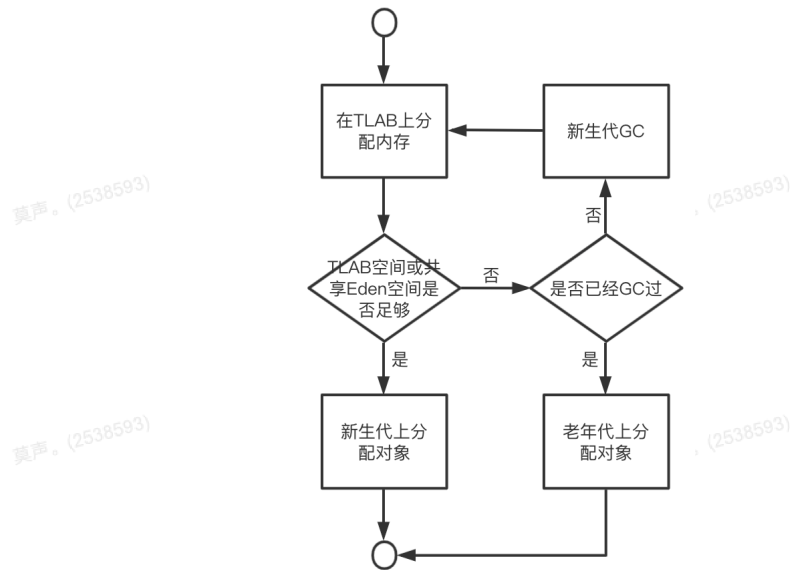 在TLAB上分
配内存
新生代GC
莫声。(2538593)
。(2538593)
否
TLAB空间或共
享Eden空间是
否足够
否
是否已经GC过
是
是
新生代上分
配对象
老年代上分
配对象
莫声。(2538593)
。(2538593)